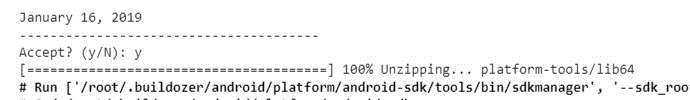 January 16, 2019
---------------------------------------
Accept? (y/N): y
[=======================================] 100% Unzipping... platform-tools/lib64
# Run ['/root/.buildozer/android/platform/android-sdk/tools/bin/sdkmanager', '--sdk_roo